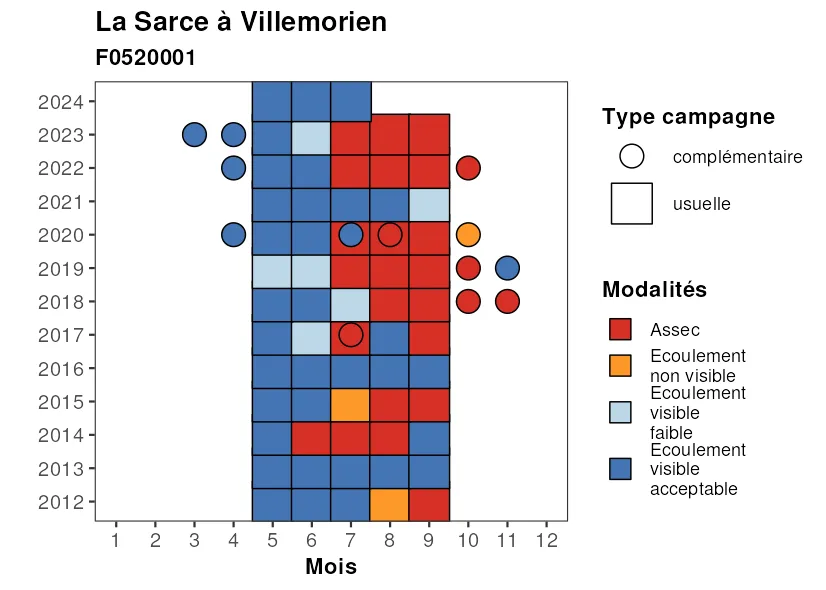 La Sarce à Villemorien
F0520001
2024
2023
2022
2021
2020
2019
2018
2017
2016
2015
2014
2013
2012
1 2 3 4 5 6 7 8 9 10 11 12
Mois
Type campagne
complémentaire
usuelle
Modalités
Assec
Ecoulement
non visible
Ecoulement
visible
faible
Ecoulement
visible
acceptable